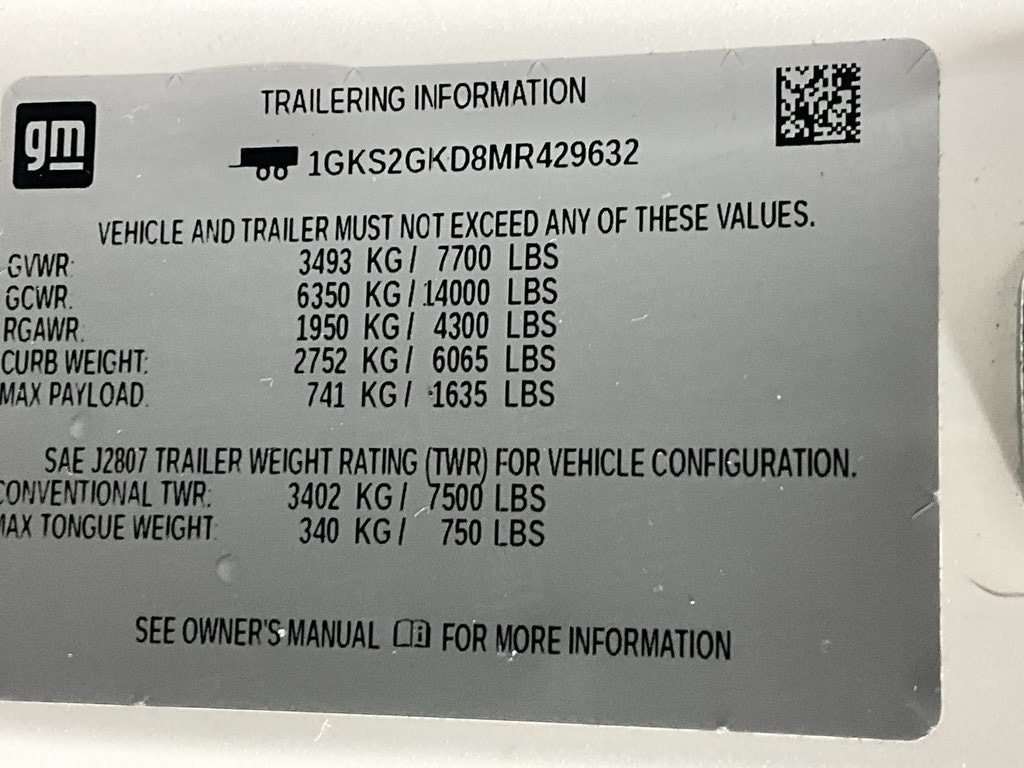 gm
TRAILERING INFORMATION
1GKS2GKD8MR429632
VEHICLE AND TRAILER MUST NOT EXCEED ANY OF THESE VALUES.
GVWR: 3493 KG / 7700 LBS
GCWR: 6350 KG / 14000 LBS
RGAWR: 1950 KG / 4300 LBS
CURB WEIGHT: 2752 KG / 6065 LBS
MAX PAYLOAD: 741 KG / 1635 LBS
SAE J2807 TRAILER WEIGHT RATING (TWR) FOR VEHICLE CONFIGURATION.
CONVENTIONAL TWR: 3402 KG / 7500 LBS
MAX TONGUE WEIGHT: 340 KG / 750 LBS
SEE OWNER'S MANUAL FOR MORE INFORMATION